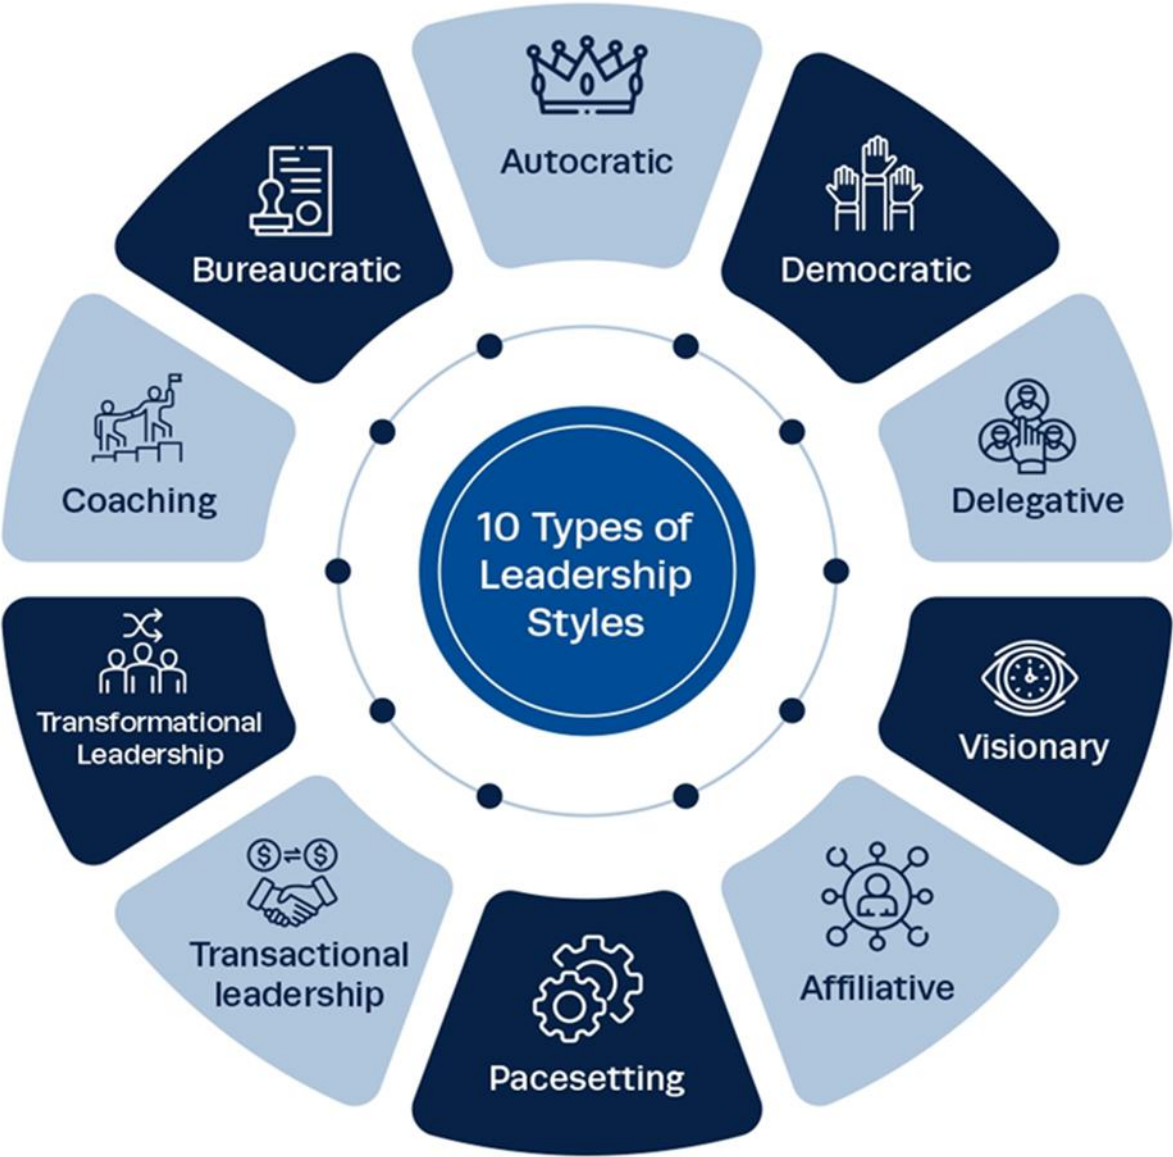 10 Types of
Leadership
Styles
Autocratic
Democratic
Delegative
Visionary
Affiliative
Pacesetting
Transactional
leadership
Transformational
Leadership
Coaching
Bureaucratic